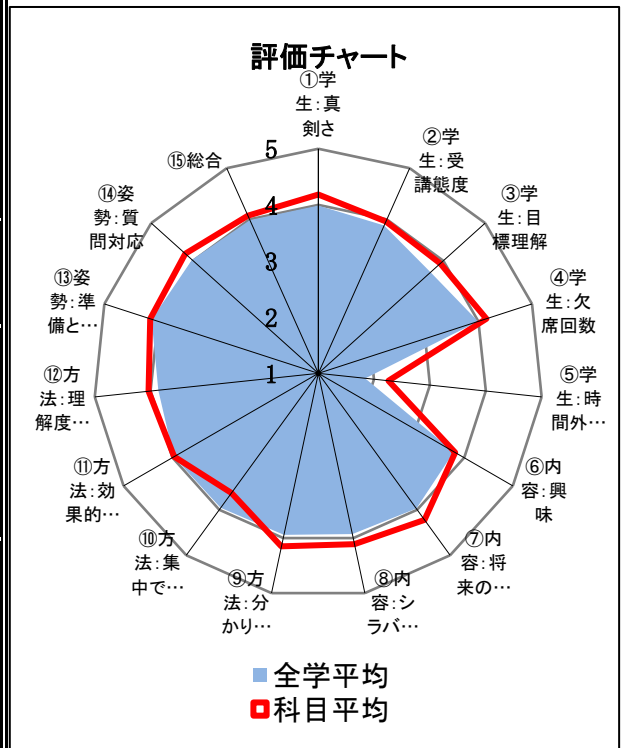 評価チャート
①学
生：真
剣さ
②学
生：受
講態度
③学
生：目
標理解
④学
生：欠
席回数
⑤学
生：時
間外…
⑥内
容：興
味
⑦内
容：将
来の…
⑧内
容：シ
ラバ…
⑨方
法：分
かり…
⑩方
法：集
中で…
⑪方
法：効
果的…
⑫方
法：理
解度…
⑬姿
勢：準
備と…
⑭姿
勢：質
問対応
⑮総合
5
4
3
2
1
全学平均
科目平均